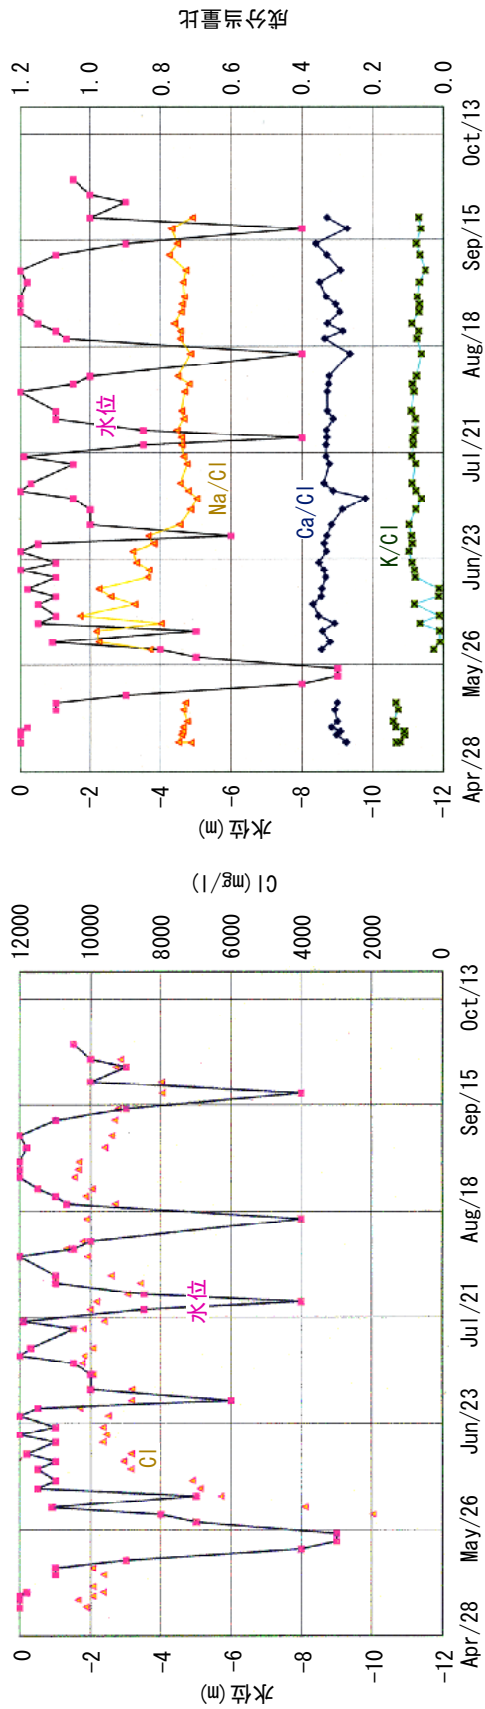 水位(m)
0
-2
-4
-6
-8
-10
-12
Apr/28
May/26
Jun/23
Jul/21
Aug/18
Sep/15
Oct/13
12000
10000
8000
6000
4000
2000
0
Cl(mg/l)
水位
Cl
水位(m)
0
-2
-4
-6
-8
-10
-12
Apr/28
May/26
Jun/23
Jul/21
Aug/18
Sep/15
Oct/13
1.2
1.0
0.8
0.6
0.4
0.2
0.0
成分当量比
水位
Na/Cl
Ca/Cl
K/Cl